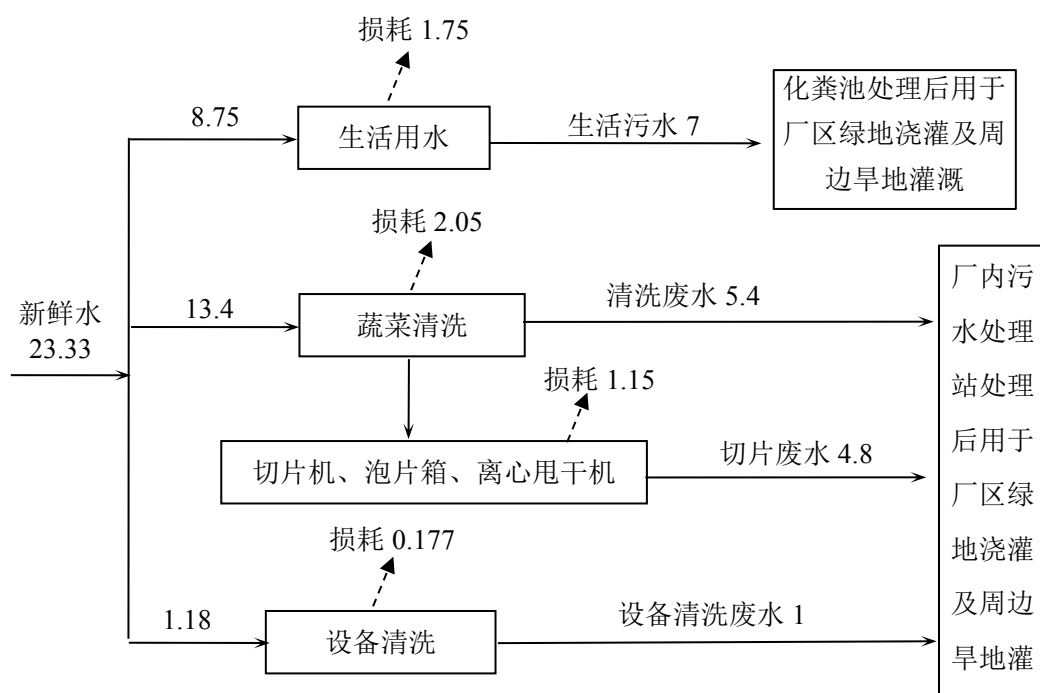 损耗 1.75
8.75
生活用水
生活污水 7
化粪池处理后用于
厂区绿地浇灌及周
边旱地灌溉
损耗 2.05
新鲜水
23.33
13.4
蔬菜清洗
清洗废水 5.4
损耗 1.15
切片机、泡片箱、离心甩干机
切片废水 4.8
损耗 0.177
1.18
设备清洗
设备清洗废水 1
厂内污
水处理
站处理
后用于
厂区绿
地浇灌
及周边
旱地灌